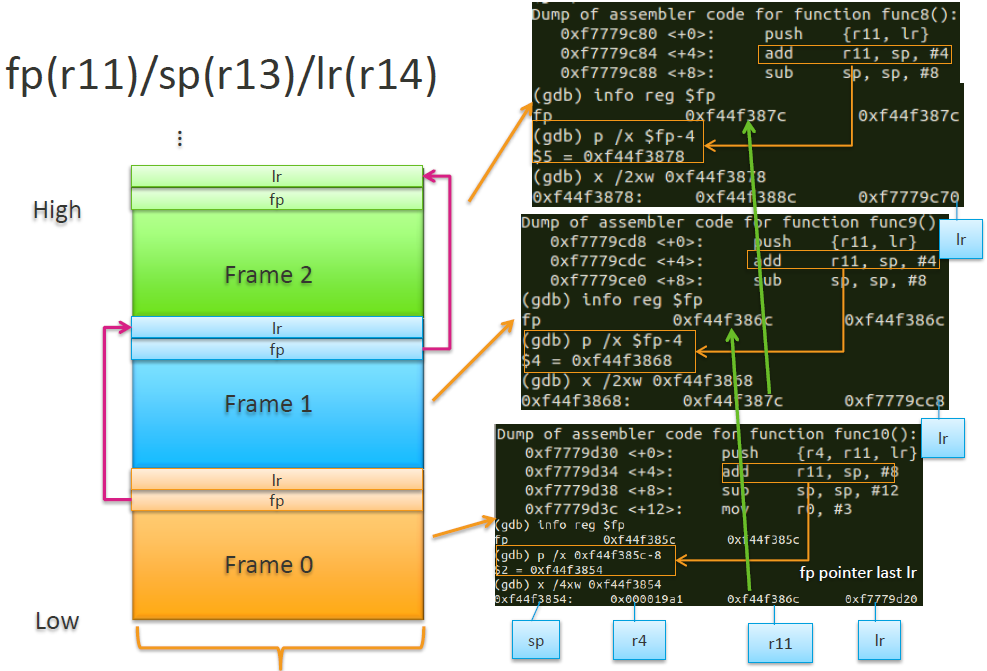 fp(r11)/sp(r13)/lr(r14)
⋮
High
lr
fp
Frame 2
lr
fp
Frame 1
lr
fp
Frame 0
Low
Dump of assembler code for function func8():
0xf7779c80 <+0>: push {r11, lr}
0xf7779c84 <+4>: add r11, sp, #4
0xf7779c88 <+8>: sub sp, sp, #8
(gdb) info reg $fp
fp 0xf44f387c 0xf44f387c
(gdb) p /x $fp-4
$5 = 0xf44f3878
(gdb) x /2xw 0xf44f3878
0xf44f3878: 0xf44f388c 0xf7779c70
lr
Dump of assembler code for function func9()
0xf7779cd8 <+0>: push {r11, lr}
0xf7779cdc <+4>: add r11, sp, #4
0xf7779ce0 <+8>: sub sp, sp, #8
(gdb) info reg $fp
fp 0xf44f386c 0xf44f386c
(gdb) p /x $fp-4
$4 = 0xf44f3868
(gdb) x /2xw 0xf44f3868
0xf44f3868: 0xf44f387c 0xf7779cc8
lr
Dump of assembler code for function func10():
0xf7779d30 <+0>: push {r4, r11, lr}
0xf7779d34 <+4>: add r11, sp, #8
0xf7779d38 <+8>: sub sp, sp, #12
0xf7779d3c <+12>: mov r0, #3
(gdb) info reg $fp
fp 0xf44f385c 0xf44f385c
(gdb) p /x 0xf44f385c-8
$2 = 0xf44f3854
fp pointer last lr
(gdb) x /4xw 0xf44f3854
0xf44f3854: 0x000019a1 0xf44f386c 0xf7779d20
sp
r4
r11
lr